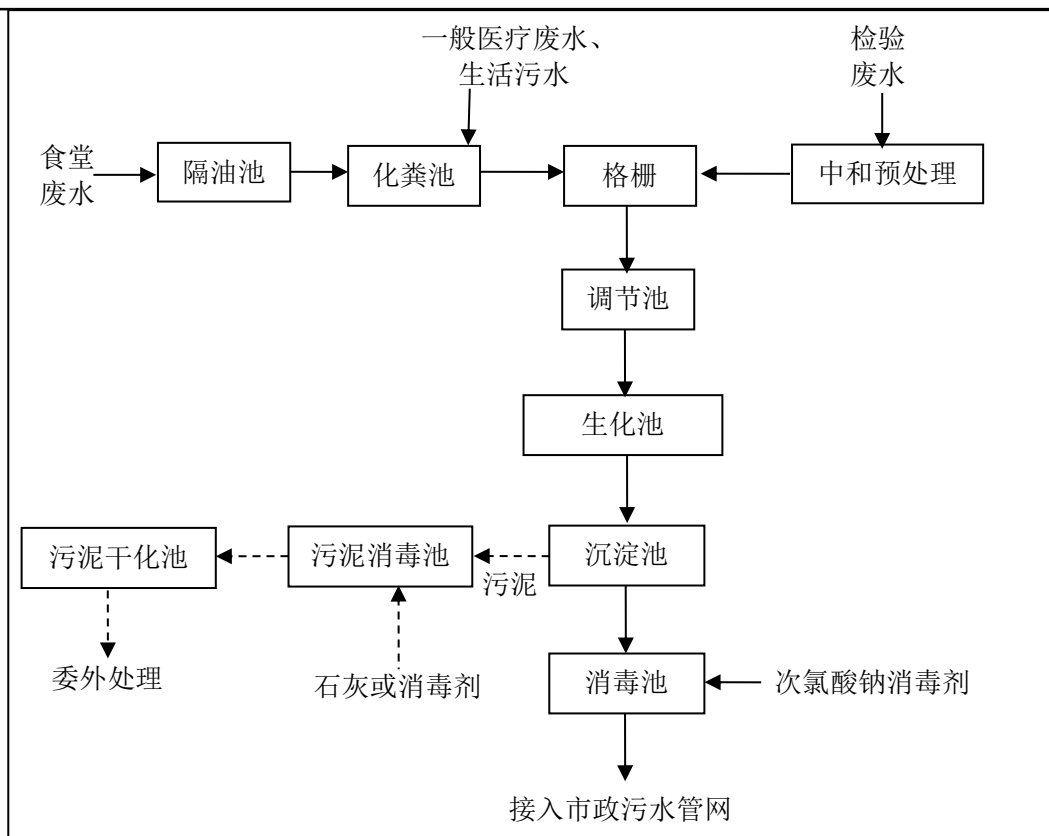 一般医疗废水、
生活污水
检验
废水
食堂
废水
隔油池
化粪池
格栅
中和预处理
调节池
生化池
污泥干化池
污泥消毒池
污泥
沉淀池
委外处理
石灰或消毒剂
消毒池
次氯酸钠消毒剂
接入市政污水管网